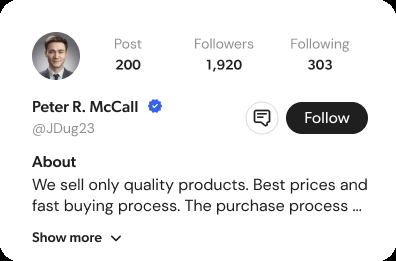 Post Followers Following
200 1,920 303
Peter R. McCall
@JDug23
Follow
About
We sell only quality products. Best prices and
fast buying process. The purchase process ...
Show more